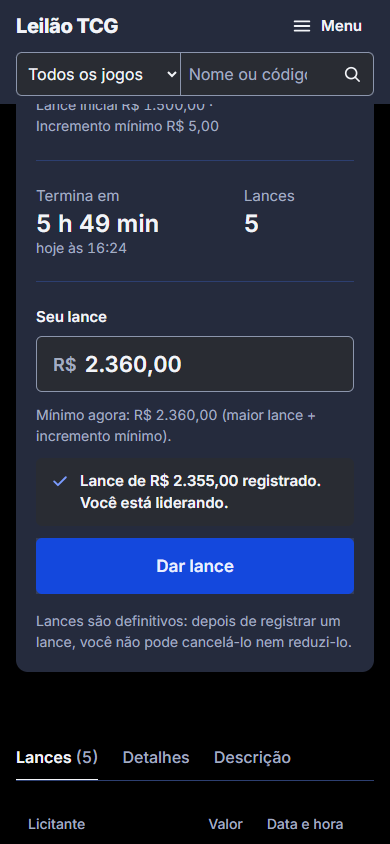 Leilão TCG
Menu
Todos os jogos
Nome ou códig
Lance inicial R$ 1.500,00 ·
Incremento mínimo R$ 5,00
Termina em
Lances
5 h 49 min
5
hoje às 16:24
Seu lance
R$ 2.360,00
Mínimo agora: R$ 2.360,00 (maior lance +
incremento mínimo).
Lance de R$ 2.355,00 registrado.
Você está liderando.
Dar lance
Lances são definitivos: depois de registrar um
lance, você não pode cancelá-lo nem reduzi-lo.
Lances (5)
Detalhes
Descrição
Licitante
Valor
Data e hora